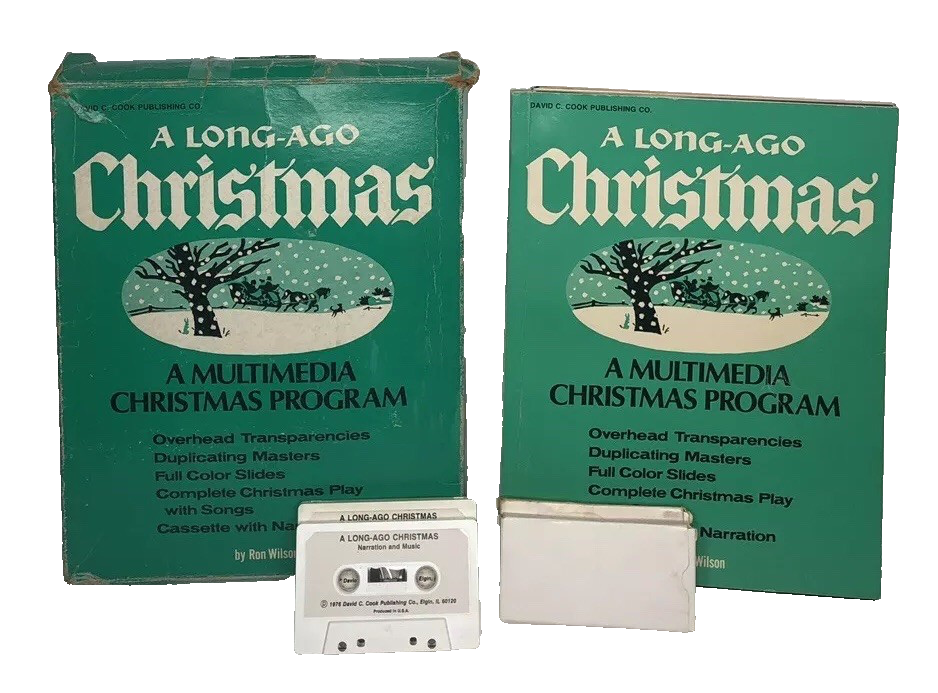 DAVID C. COOK PUBLISHING CO.
A LONG-AGO
Christmas
A MULTIMEDIA
CHRISTMAS PROGRAM
Overhead Transparencies
Duplicating Masters
Full Color Slides
Complete Christmas Play
with Songs
Cassette with Na
by Ron Wilson
DAVID C. COOK PUBLISHING CO.
A LONG-AGO
Christmas
A MULTIMEDIA
CHRISTMAS PROGRAM
Overhead Transparencies
Duplicating Masters
Full Color Slides
Complete Christmas Play
Narration
Wilson
A LONG-AGO CHRISTMAS
A LONG-AGO CHRISTMAS
Narration and Music
David Elgin,
Ⓟ 1976 David C. Cook Publishing Co., Elgin, IL 60120
Produced in U.S.A.